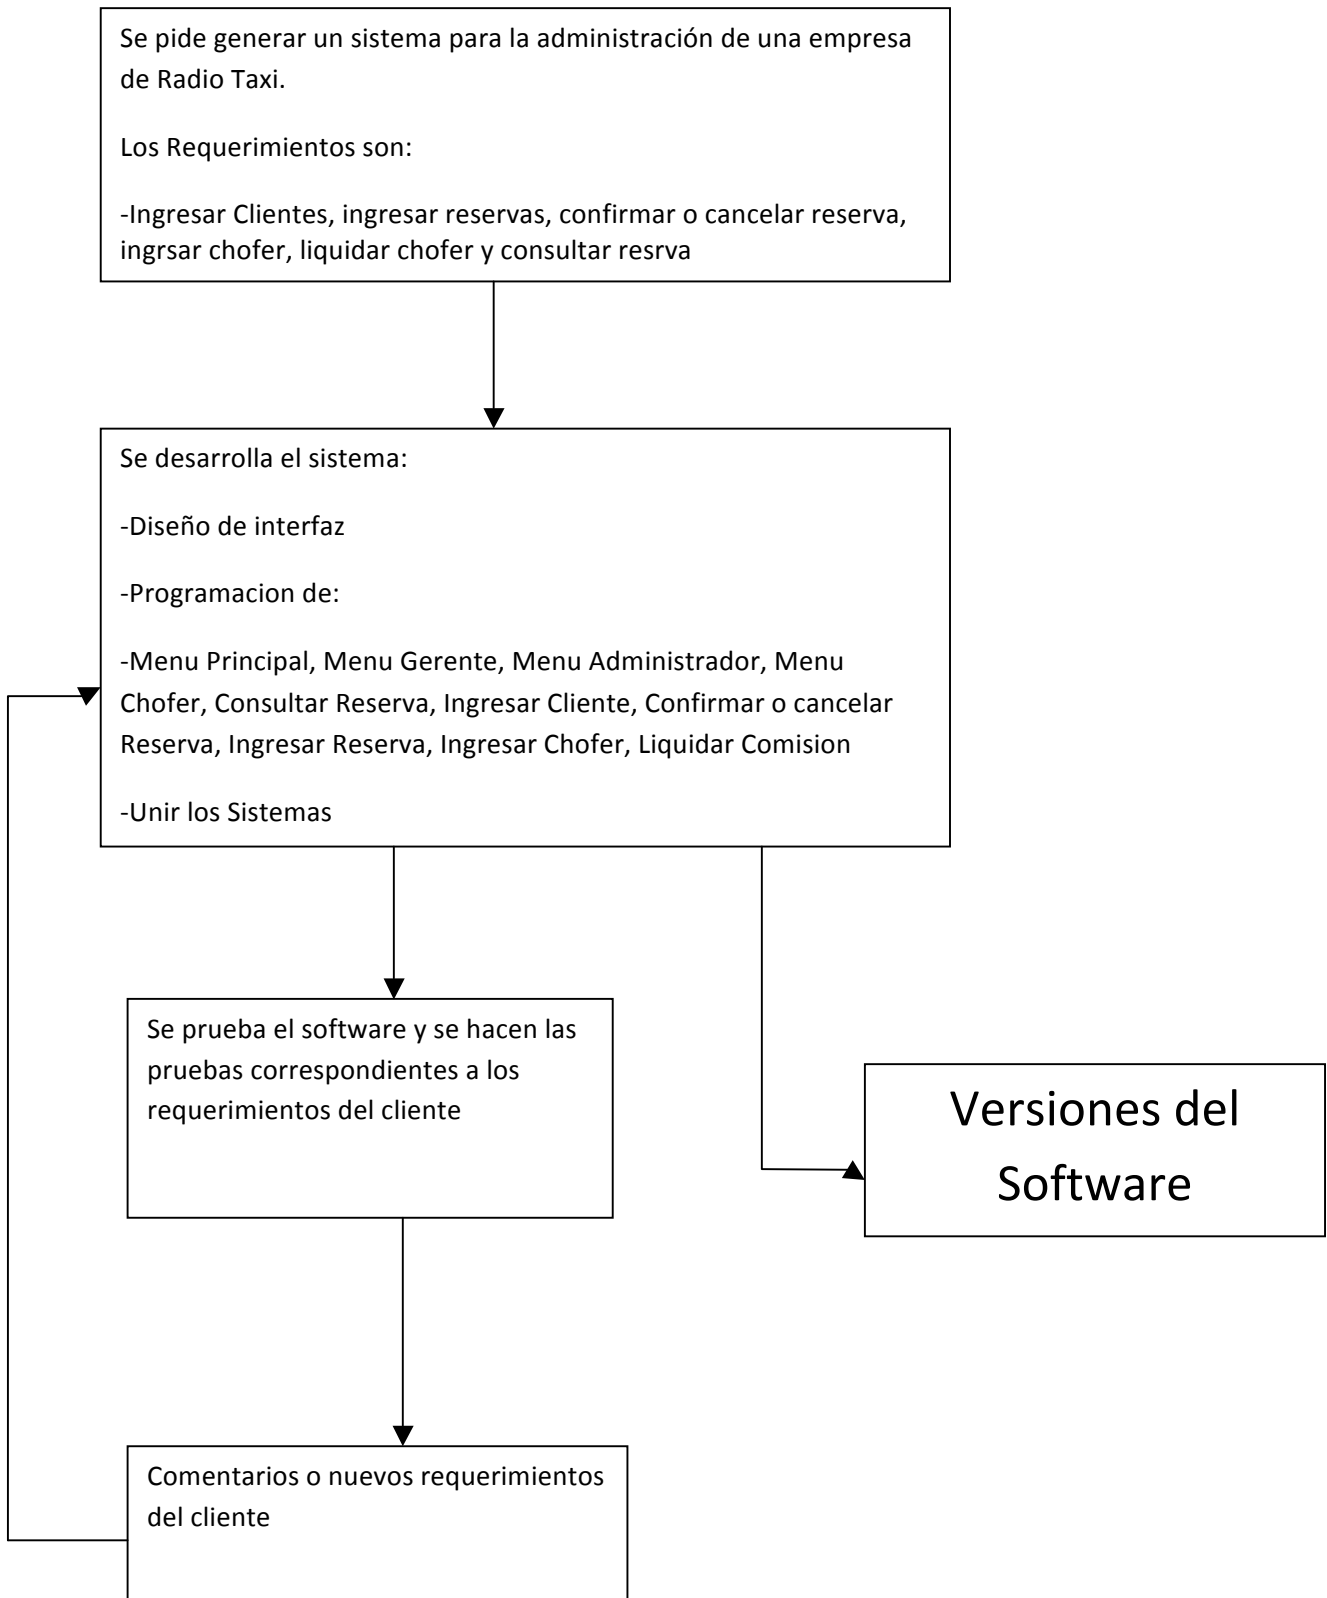 Se pide generar un sistema para la administración de una empresa
de Radio Taxi.
Los Requerimientos son:
-Ingresar Clientes, ingresar reservas, confirmar o cancelar reserva,
ingrsar chofer, liquidar chofer y consultar resrva
Se desarrolla el sistema:
-Diseño de interfaz
-Programacion de:
-Menu Principal, Menu Gerente, Menu Administrador, Menu
Chofer, Consultar Reserva, Ingresar Cliente, Confirmar o cancelar
Reserva, Ingresar Reserva, Ingresar Chofer, Liquidar Comision
-Unir los Sistemas
Se prueba el software y se hacen las
pruebas correspondientes a los
requerimientos del cliente
Versiones del
Software
Comentarios o nuevos requerimientos
del cliente